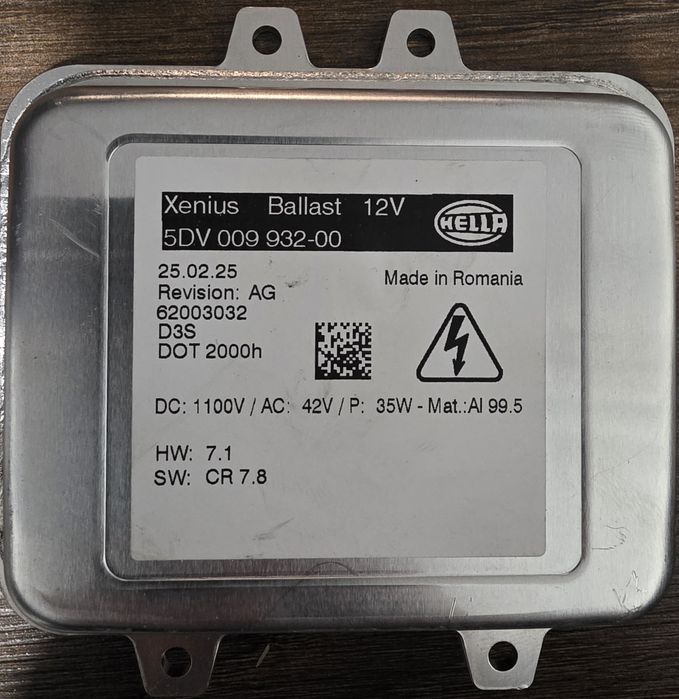 Xenius Ballast 12V
5DV 009 932-00
HELLA
25.02.25
Made in Romania
Revision: AG
62003032
D3S
DOT 2000h
DC: 1100V / AC: 42V / P: 35W - Mat.:Al 99.5
HW: 7.1
SW: CR 7.8